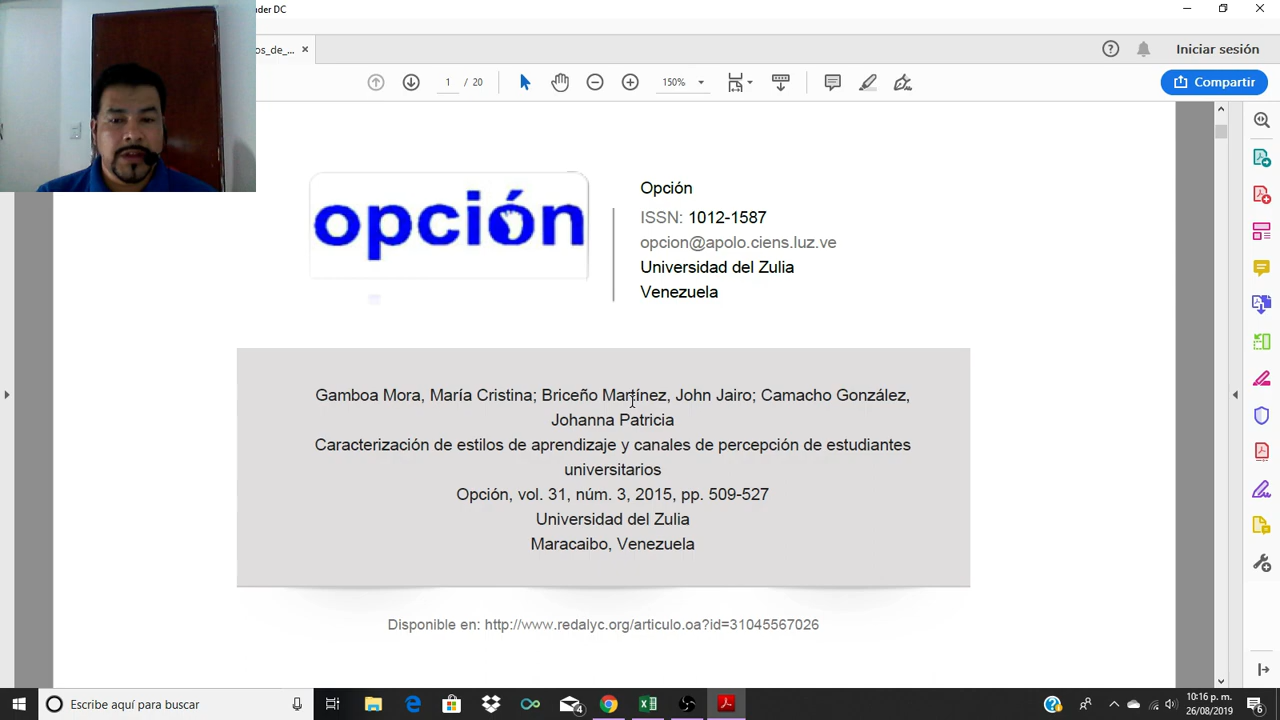 der DC
os_de_...
Iniciar sesión
1 / 20
150%
Compartir
opción
Opción
ISSN: 1012-1587
opcion@apolo.ciens.luz.ve
Universidad del Zulia
Venezuela
Gamboa Mora, María Cristina; Briceño Martínez, John Jairo; Camacho González,
Johanna Patricia
Caracterización de estilos de aprendizaje y canales de percepción de estudiantes
universitarios
Opción, vol. 31, núm. 3, 2015, pp. 509-527
Universidad del Zulia
Maracaibo, Venezuela
Disponible en: http://www.redalyc.org/articulo.oa?id=31045567026
Escribe aquí para buscar
4
10:16 p. m.
26/08/2019
6